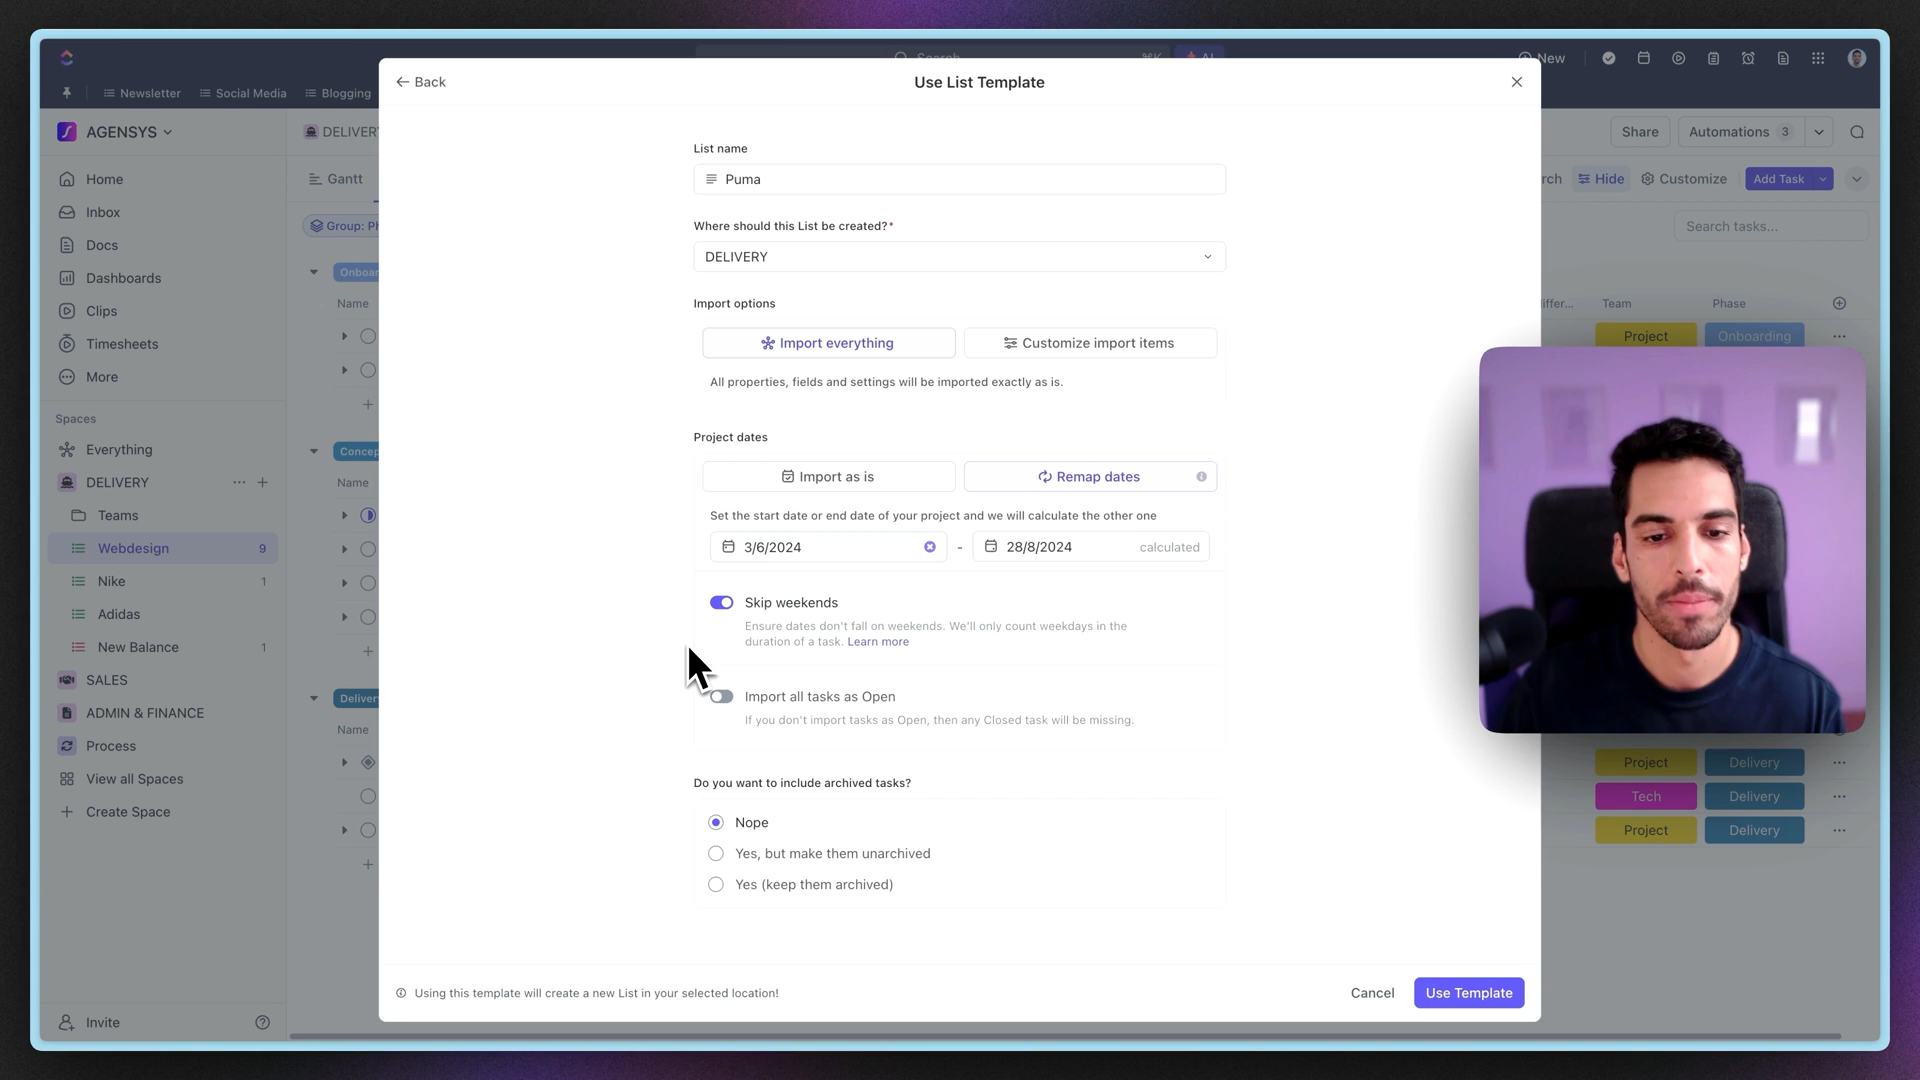 Search
⌘K
AI
New
Newsletter
Social Media
Blogging
← Back
Use List Template
AGENSYS
DELIVERY
Share
Automations 3
Home
Inbox
Docs
Dashboards
Clips
Timesheets
More
Gantt
Hide
Customize
Add Task
Group: Ph
Search tasks...
List name
Puma
Where should this List be created?*
DELIVERY
Import options
Import everything
Customize import items
All properties, fields and settings will be imported exactly as is.
Project dates
Import as is
Remap dates
Set the start date or end date of your project and we will calculate the other one
3/6/2024
-
28/8/2024
calculated
Skip weekends
Ensure dates don't fall on weekends. We'll only count weekdays in the
duration of a task. Learn more
Import all tasks as Open
If you don't import tasks as Open, then any Closed task will be missing.
Do you want to include archived tasks?
Nope
Yes, but make them unarchived
Yes (keep them archived)
Using this template will create a new List in your selected location!
Cancel
Use Template
Spaces
Everything
DELIVERY
Teams
Webdesign 9
Nike 1
Adidas
New Balance 1
SALES
ADMIN & FINANCE
Process
View all Spaces
Create Space
Invite
Onboar
Name
Concep
Name
Delivery
Name
Team
Phase
Project
Onboarding
Project
Delivery
Tech
Delivery
Project
Delivery